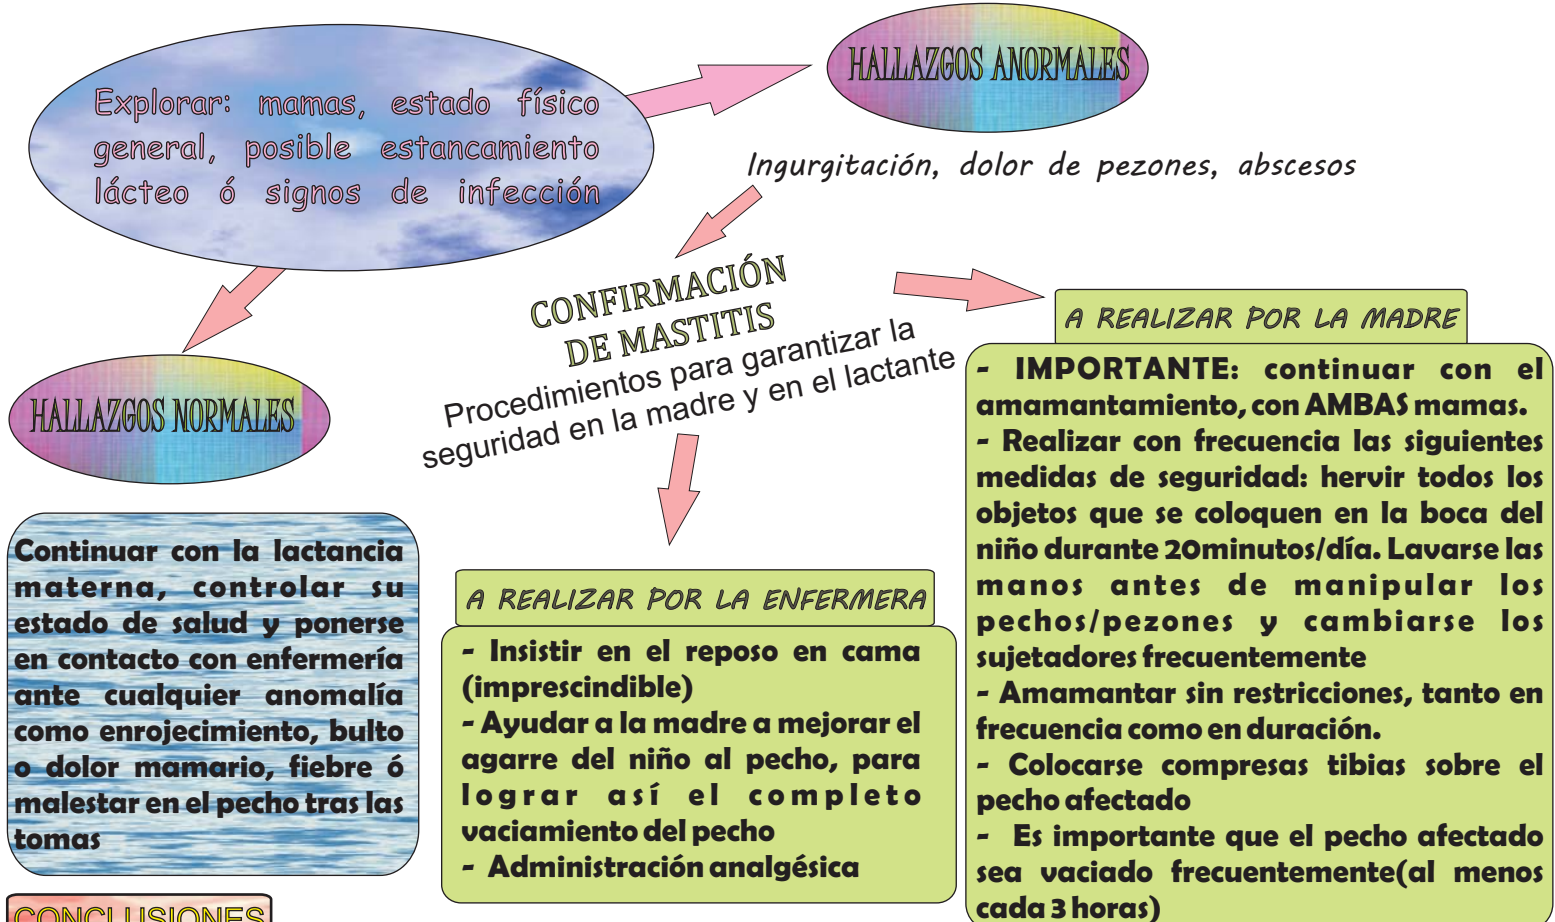 Explorar: mamas, estado físico
general, posible estancamiento
lácteo ó signos de infección
HALLAZGOS ANORMALES
Ingurgitación, dolor de pezones, abscesos
CONFIRMACIÓN
DE MASTITIS
Procedimientos para garantizar la
seguridad en la madre y en el lactante
HALLAZGOS NORMALES
Continuar con la lactancia
materna, controlar su
estado de salud y ponerse
en contacto con enfermería
ante cualquier anomalía
como enrojecimiento, bulto
o dolor mamario, fiebre ó
malestar en el pecho tras las
tomas
A REALIZAR POR LA ENFERMERA
- Insistir en el reposo en cama
(imprescindible)
- Ayudar a la madre a mejorar el
agarre del niño al pecho, para
lograr así el completo
vaciamiento del pecho
- Administración analgésica
A REALIZAR POR LA MADRE
- IMPORTANTE: continuar con el
amamantamiento, con AMBAS mamas.
- Realizar con frecuencia las siguientes
medidas de seguridad: hervir todos los
objetos que se coloquen en la boca del
niño durante 20minutos/día. Lavarse las
manos antes de manipular los
pechos/pezones y cambiarse los
sujetadores frecuentemente
- Amamantar sin restricciones, tanto en
frecuencia como en duración.
- Colocarse compresas tibias sobre el
pecho afectado
- Es importante que el pecho afectado
sea vaciado frecuentemente(al menos
cada 3 horas)
CONCLUSIONES